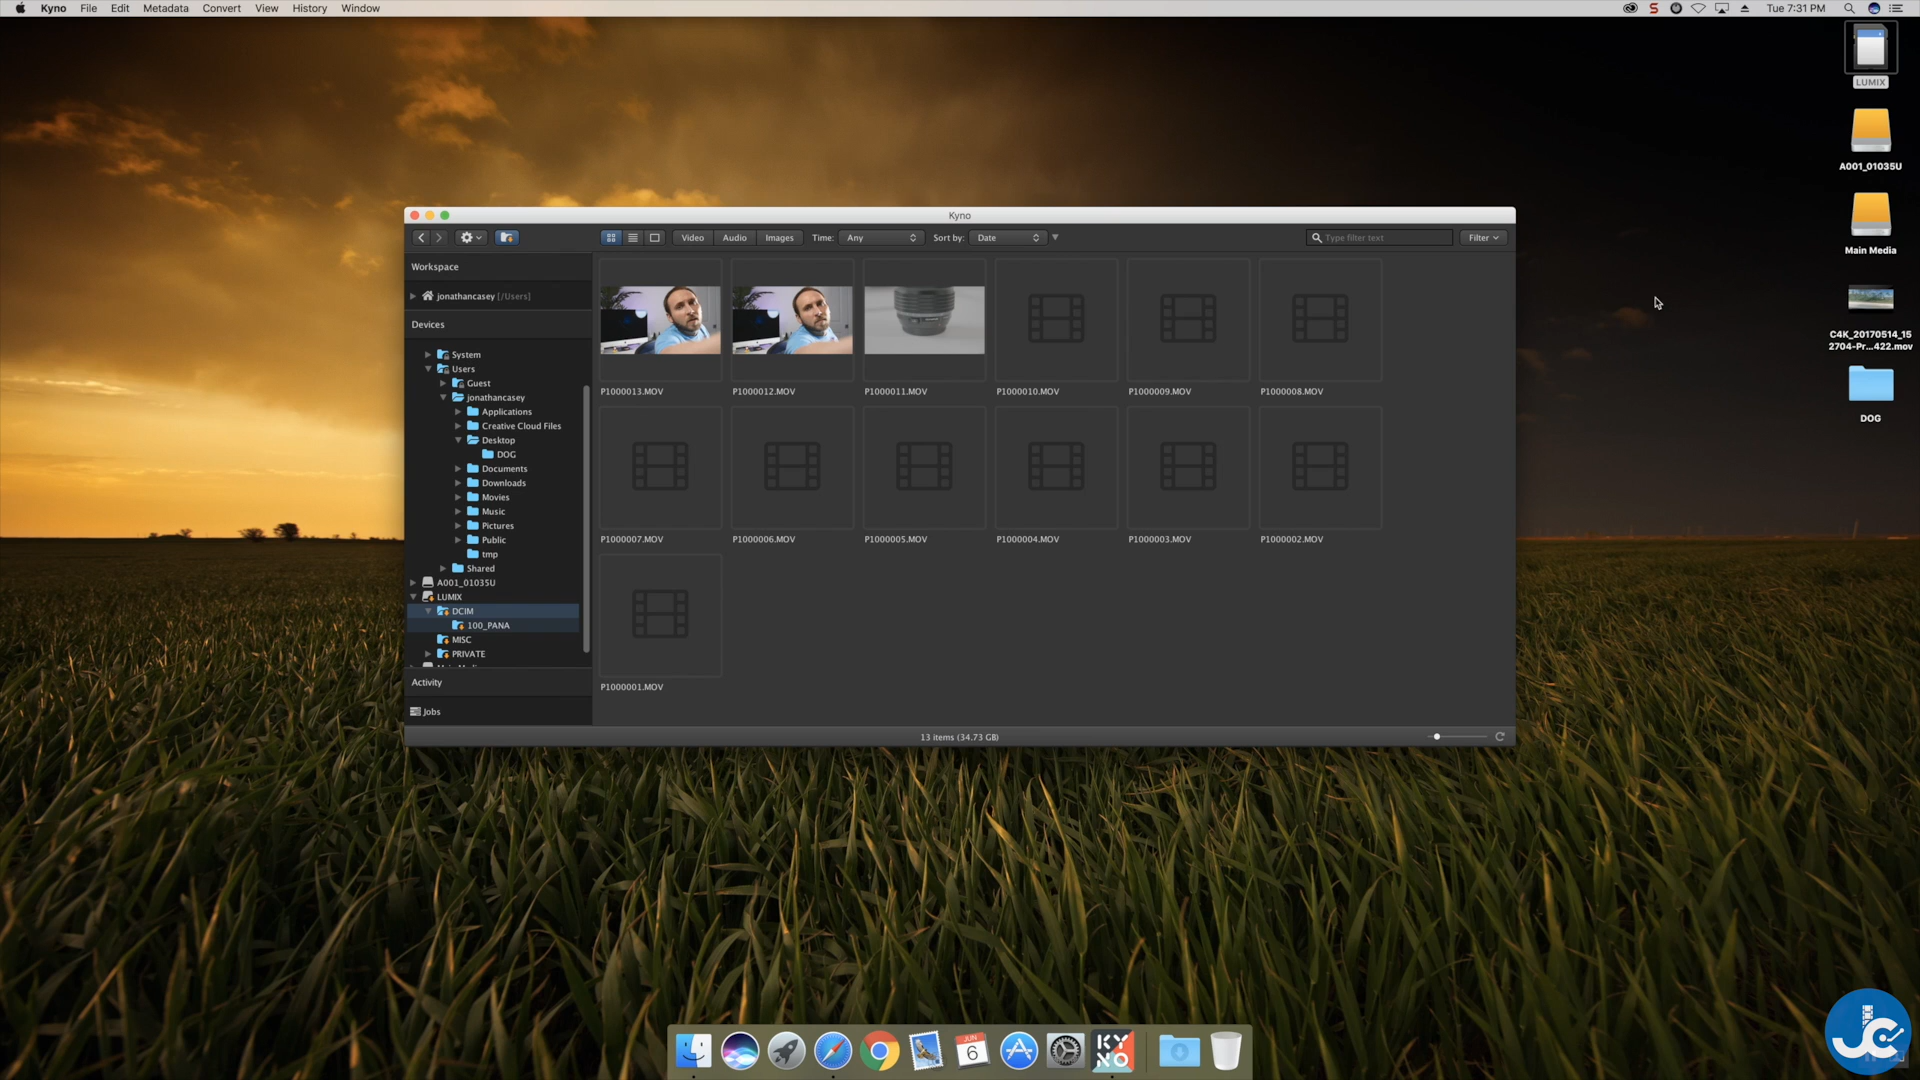 Kyno File Edit Metadata Convert View History Window
Tue 7:31 PM
LUMIX
A001_01035U
Main Media
C4K_20170514_15
2704-Pr...422.mov
DOG
Kyno
Video Audio Images Time: Any Sort by: Date Type filter text Filter
Workspace
jonathancasey [/Users]
Devices
System
Users
Guest
jonathancasey
Applications
Creative Cloud Files
Desktop
DOG
Documents
Downloads
Movies
Music
Pictures
Public
tmp
Shared
A001_01035U
LUMIX
DCIM
100_PANA
MISC
PRIVATE
Activity
Jobs
P1000013.MOV P1000012.MOV P1000011.MOV P1000010.MOV P1000009.MOV P1000008.MOV
P1000007.MOV P1000006.MOV P1000005.MOV P1000004.MOV P1000003.MOV P1000002.MOV
P1000001.MOV
13 items (34.73 GB)
JUN
6
KY
NO
JC